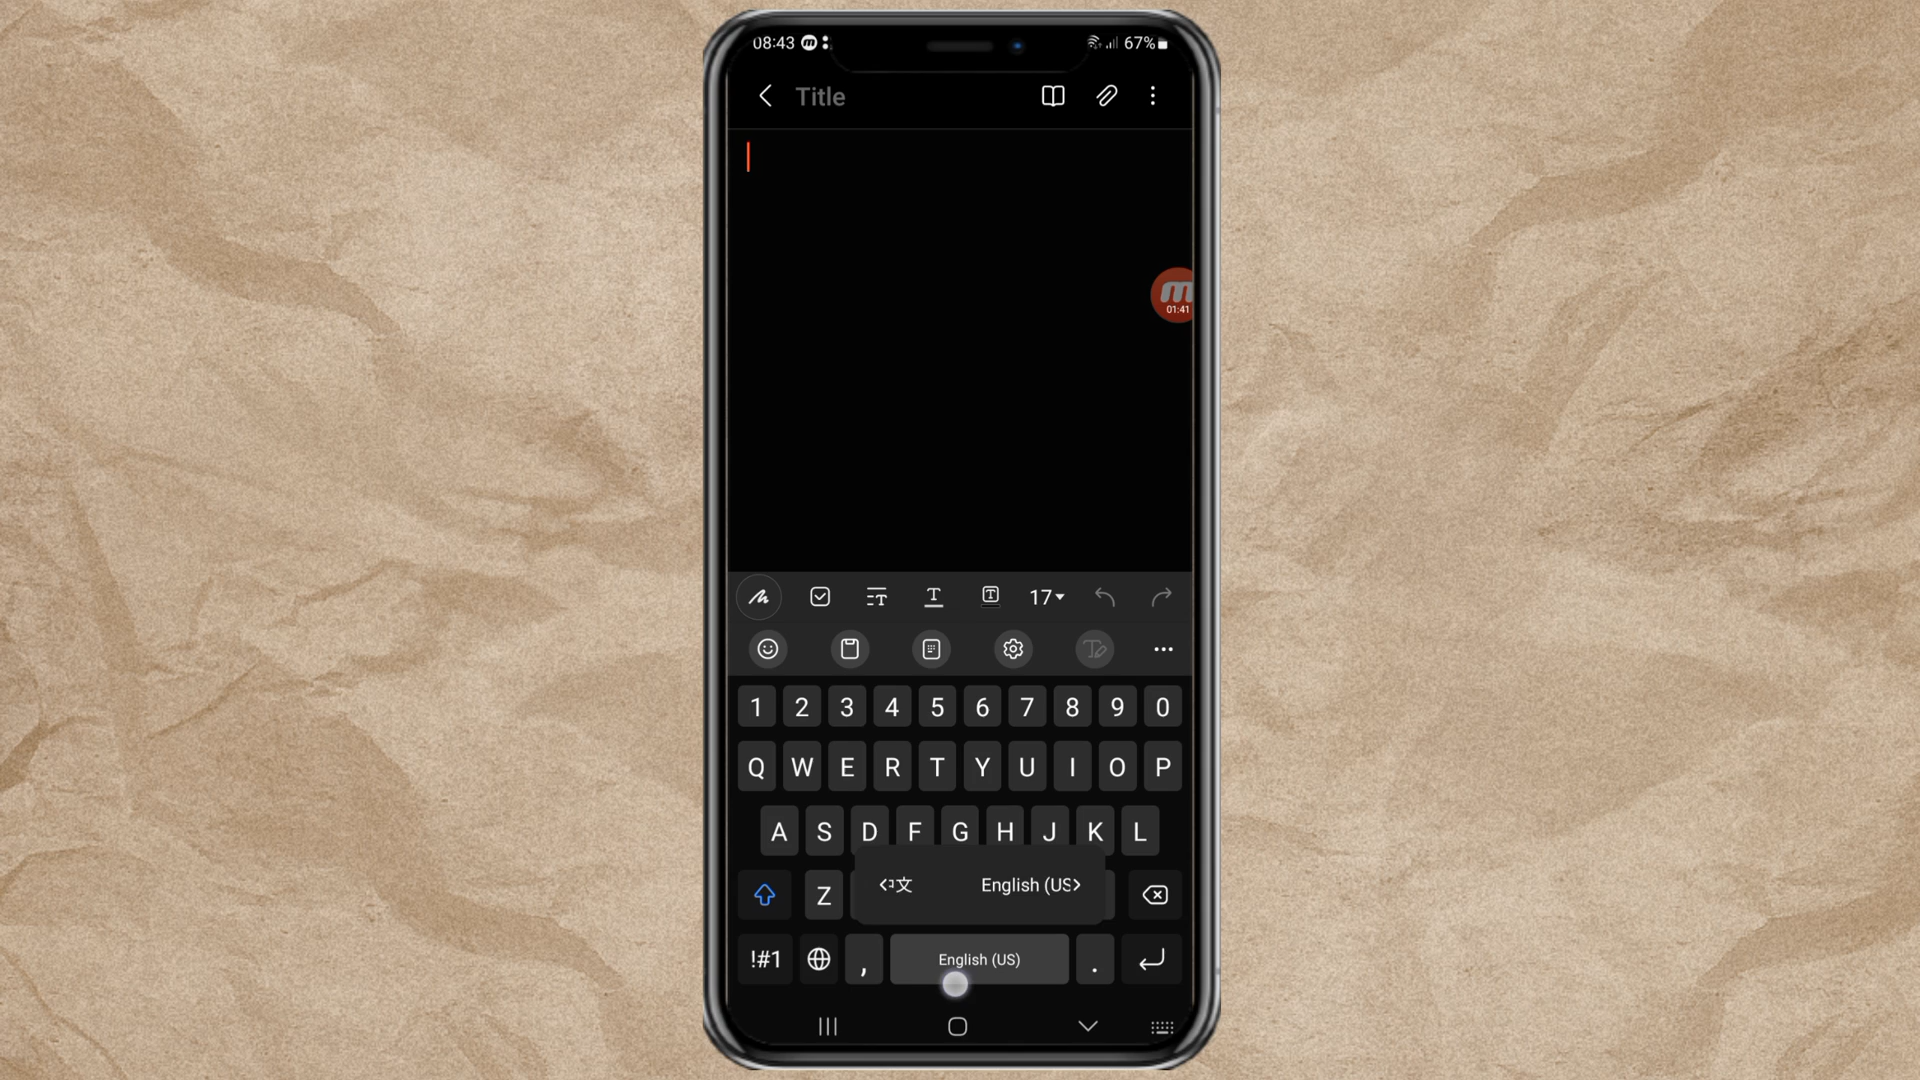 08:43 67%
Title
m
01:41
17
1 2 3 4 5 6 7 8 9 0
Q W E R T Y U I O P
A S D F G H J K L
文 English (US
Z
!#1 , English (US) .